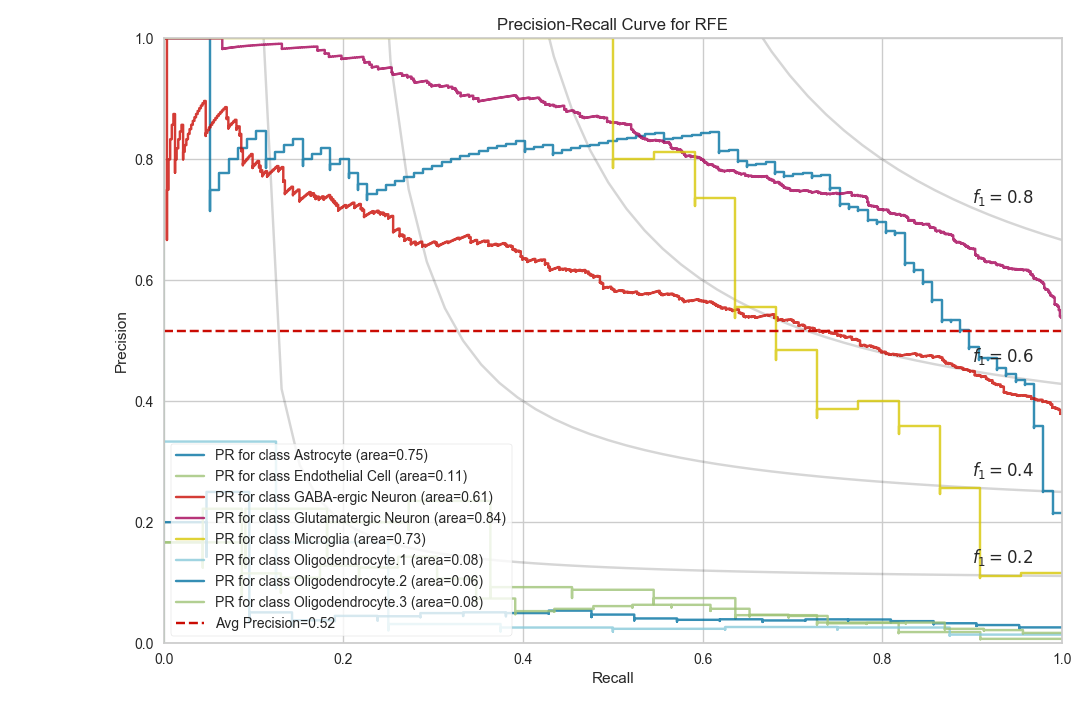 Precision-Recall Curve for RFE
1.0
0.8
0.6
0.4
0.2
0.0
Precision
f1 = 0.8
f1 = 0.6
f1 = 0.4
f1 = 0.2
PR for class Astrocyte (area=0.75)
PR for class Endothelial Cell (area=0.11)
PR for class GABA-ergic Neuron (area=0.61)
PR for class Glutamatergic Neuron (area=0.84)
PR for class Microglia (area=0.73)
PR for class Oligodendrocyte.1 (area=0.08)
PR for class Oligodendrocyte.2 (area=0.06)
PR for class Oligodendrocyte.3 (area=0.08)
Avg Precision=0.52
0.0 0.2 0.4 0.6 0.8 1.0
Recall